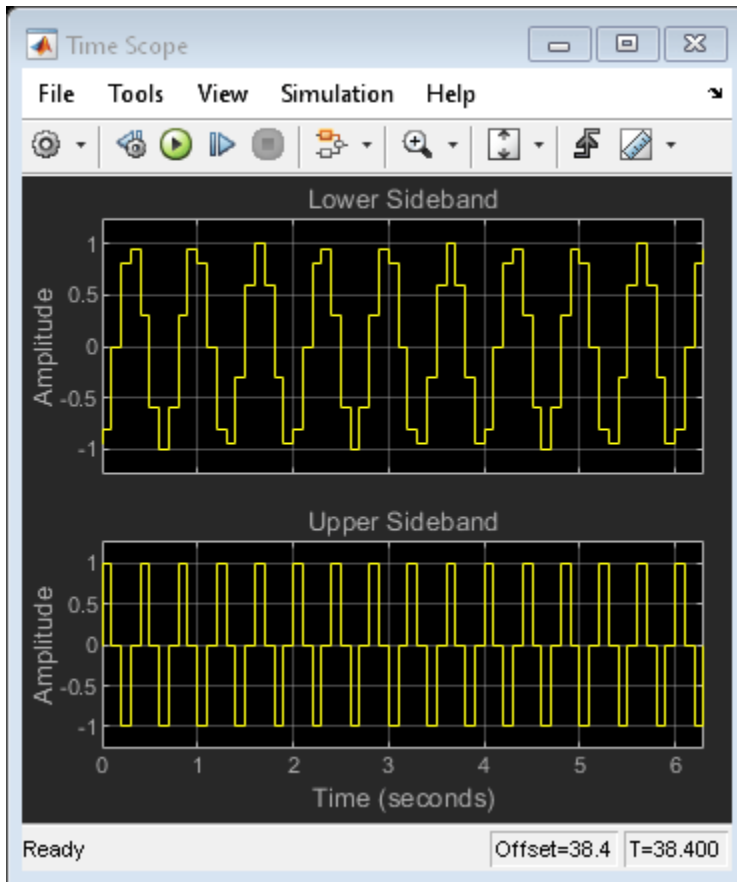 Time Scope
File Tools View Simulation Help
Lower Sideband
1
0.5
0
-0.5
-1
Amplitude
Upper Sideband
1
0.5
0
-0.5
-1
Amplitude
0 1 2 3 4 5 6
Time (seconds)
Ready Offset=38.4 T=38.400